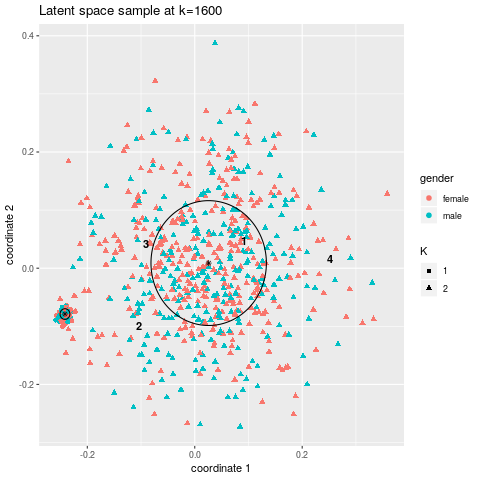 Latent space sample at k=1600
coordinate 2
0.4
0.2
0.0
-0.2
1
3
4
2
-0.2
0.0
0.2
coordinate 1
gender
female
male
K
1
2